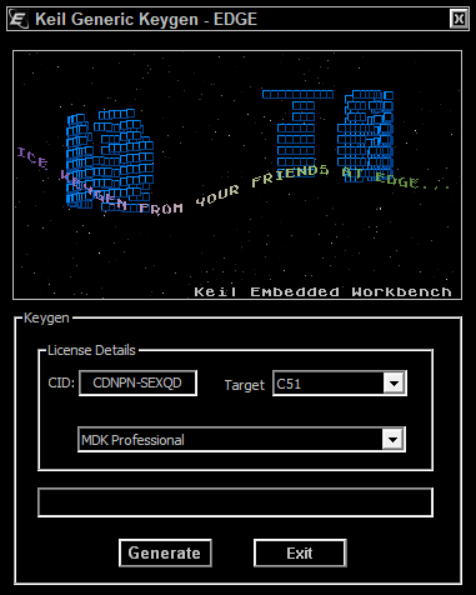 Keil Generic Keygen - EDGE
ICE KEYGEN FROM YOUR FRIENDS AT EDGE...
Keil Embedded Workbench
Keygen
License Details
CID: CDNPN-SEXQD Target C51
MDK Professional
Generate Exit